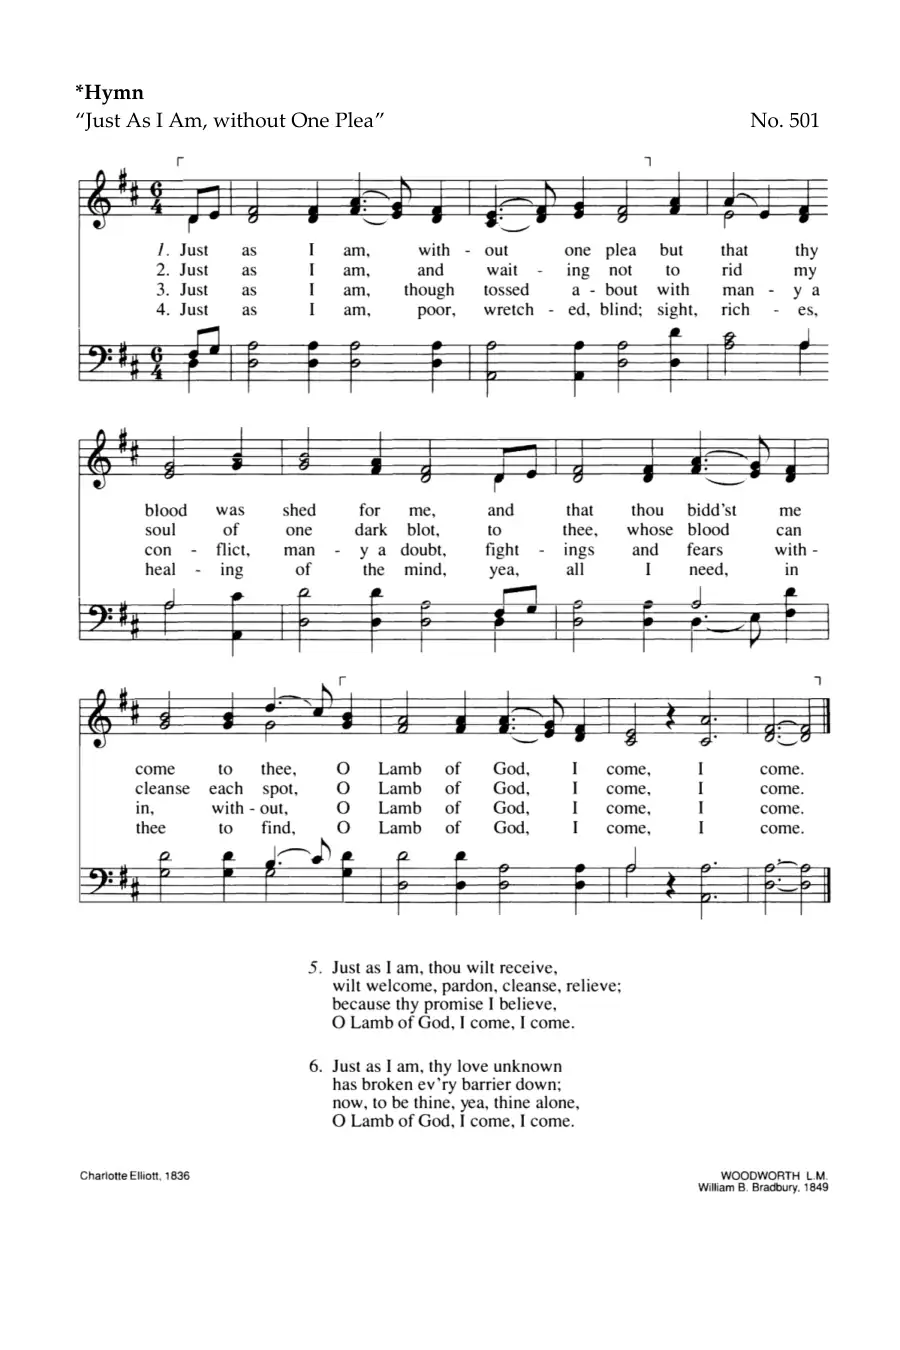 *Hymn
“Just As I Am, without One Plea” No. 501
1. Just as I am, with - out one plea but that thy
2. Just as I am, and wait - ing not to rid my
3. Just as I am, though tossed a - bout with man - y a
4. Just as I am, poor, wretch - ed, blind; sight, rich - es,
blood was shed for me, and that thou bidd’st me
soul of one dark blot, to thee, whose blood can
con - flict, man - y a doubt, fight - ings and fears with -
heal - ing of the mind, yea, all I need, in
come to thee, O Lamb of God, I come, I come.
cleanse each spot, O Lamb of God, I come, I come.
in, with - out, O Lamb of God, I come, I come.
thee to find, O Lamb of God, I come, I come.
5. Just as I am, thou wilt receive,
wilt welcome, pardon, cleanse, relieve;
because thy promise I believe,
O Lamb of God, I come, I come.
6. Just as I am, thy love unknown
has broken ev’ry barrier down;
now, to be thine, yea, thine alone,
O Lamb of God, I come, I come.
Charlotte Elliott, 1836 WOODWORTH L.M.
William B. Bradbury, 1849